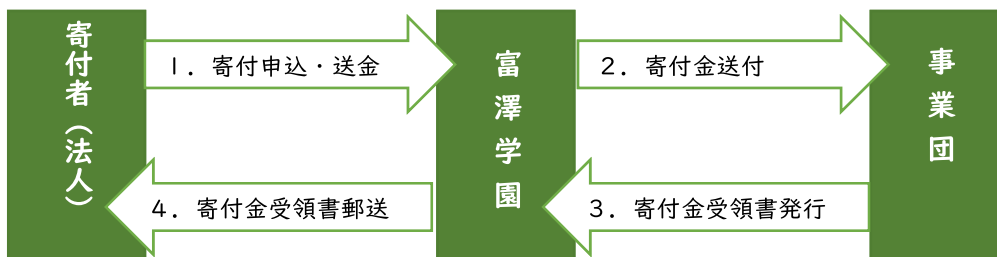 寄付者（法人）
1．寄付申込・送金
富澤学園
2．寄付金送付
事業団
4．寄付金受領書郵送
3．寄付金受領書発行